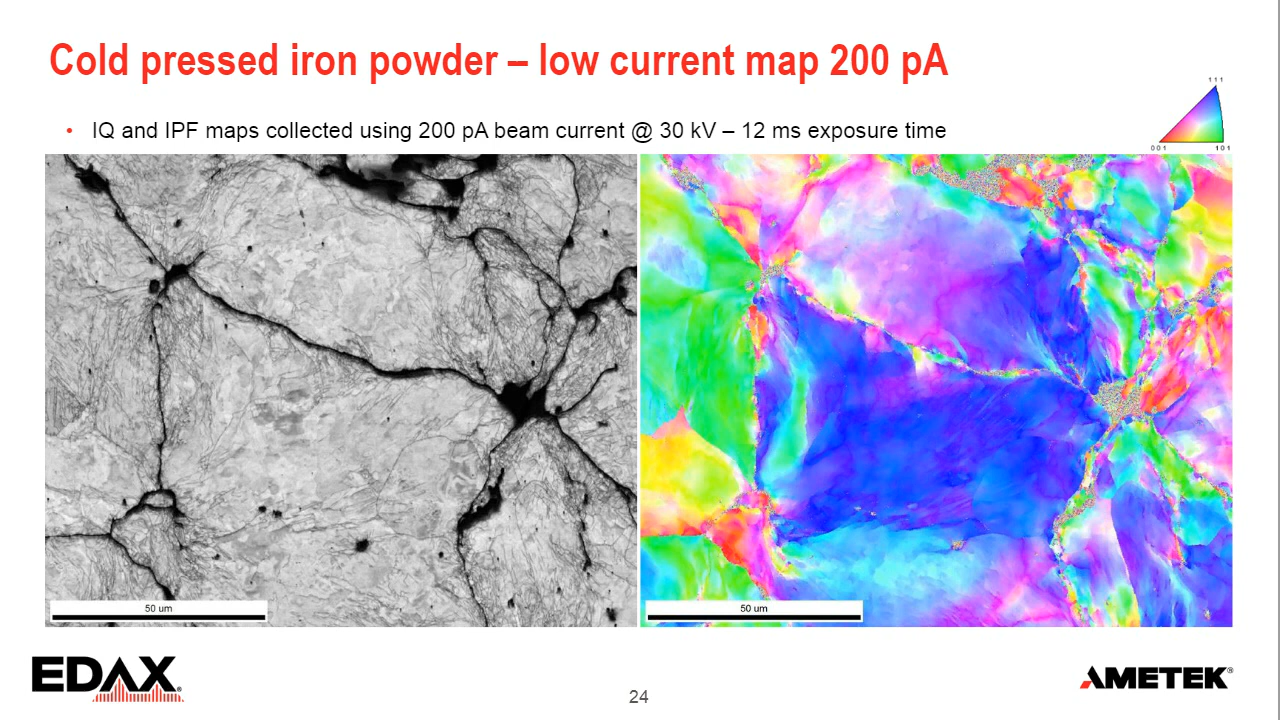 Cold pressed iron powder – low current map 200 pA
111
• IQ and IPF maps collected using 200 pA beam current @ 30 kV – 12 ms exposure time
001 101
50 um
50 um
EDAX®
AMETEK®
24